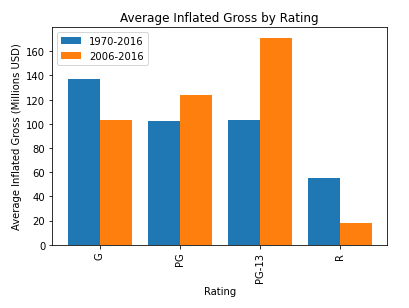 Average Inflated Gross by Rating
1970-2016
2006-2016
Average Inflated Gross (Millions USD)
160
140
120
100
80
60
40
20
0
G
PG
PG-13
R
Rating